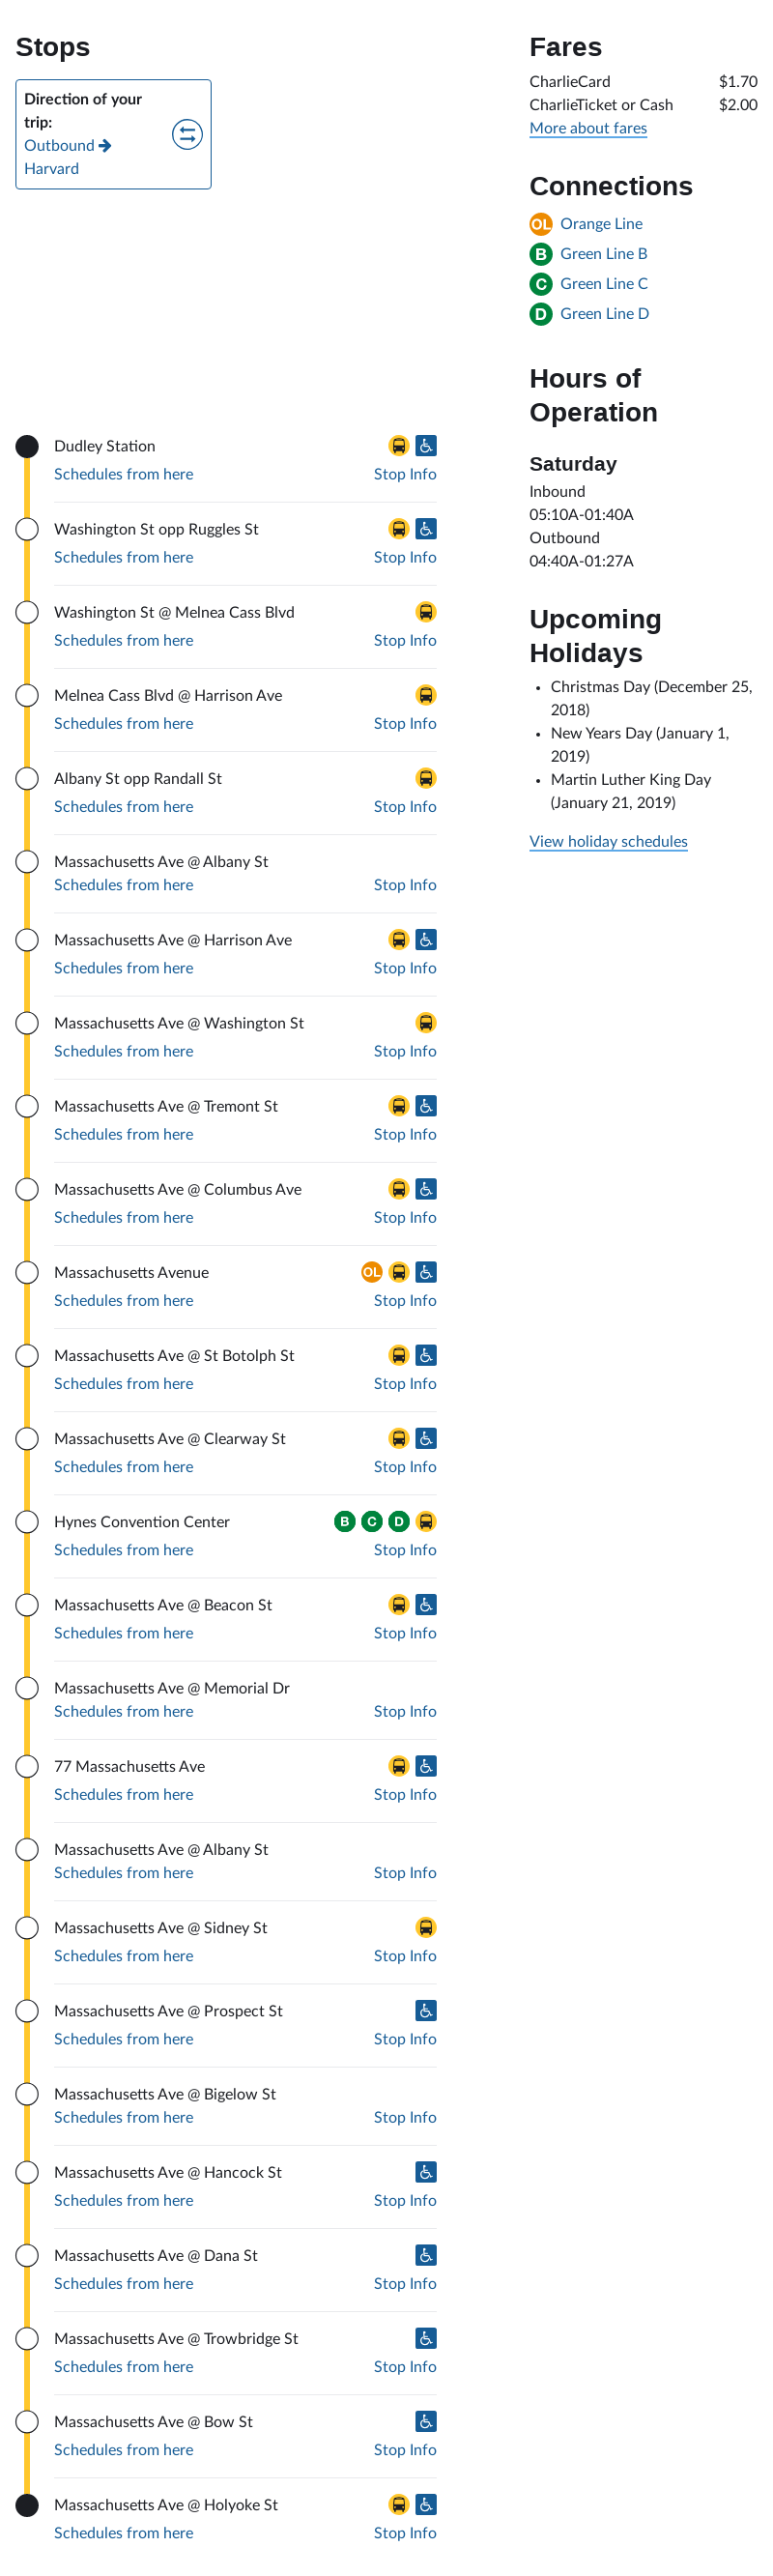 Stops
Direction of your
trip:
Outbound
Harvard
Dudley Station
Schedules from here Stop Info
Washington St opp Ruggles St
Schedules from here Stop Info
Washington St @ Melnea Cass Blvd
Schedules from here Stop Info
Melnea Cass Blvd @ Harrison Ave
Schedules from here Stop Info
Albany St opp Randall St
Schedules from here Stop Info
Massachusetts Ave @ Albany St
Schedules from here Stop Info
Massachusetts Ave @ Harrison Ave
Schedules from here Stop Info
Massachusetts Ave @ Washington St
Schedules from here Stop Info
Massachusetts Ave @ Tremont St
Schedules from here Stop Info
Massachusetts Ave @ Columbus Ave
Schedules from here Stop Info
Massachusetts Avenue OL
Schedules from here Stop Info
Massachusetts Ave @ St Botolph St
Schedules from here Stop Info
Massachusetts Ave @ Clearway St
Schedules from here Stop Info
Hynes Convention Center B C D
Schedules from here Stop Info
Massachusetts Ave @ Beacon St
Schedules from here Stop Info
Massachusetts Ave @ Memorial Dr
Schedules from here Stop Info
77 Massachusetts Ave
Schedules from here Stop Info
Massachusetts Ave @ Albany St
Schedules from here Stop Info
Massachusetts Ave @ Sidney St
Schedules from here Stop Info
Massachusetts Ave @ Prospect St
Schedules from here Stop Info
Massachusetts Ave @ Bigelow St
Schedules from here Stop Info
Massachusetts Ave @ Hancock St
Schedules from here Stop Info
Massachusetts Ave @ Dana St
Schedules from here Stop Info
Massachusetts Ave @ Trowbridge St
Schedules from here Stop Info
Massachusetts Ave @ Bow St
Schedules from here Stop Info
Massachusetts Ave @ Holyoke St
Schedules from here Stop Info
Fares
CharlieCard $1.70
CharlieTicket or Cash $2.00
More about fares
Connections
OL Orange Line
B Green Line B
C Green Line C
D Green Line D
Hours of
Operation
Saturday
Inbound
05:10A-01:40A
Outbound
04:40A-01:27A
Upcoming
Holidays
• Christmas Day (December 25,
2018)
• New Years Day (January 1,
2019)
• Martin Luther King Day
(January 21, 2019)
View holiday schedules